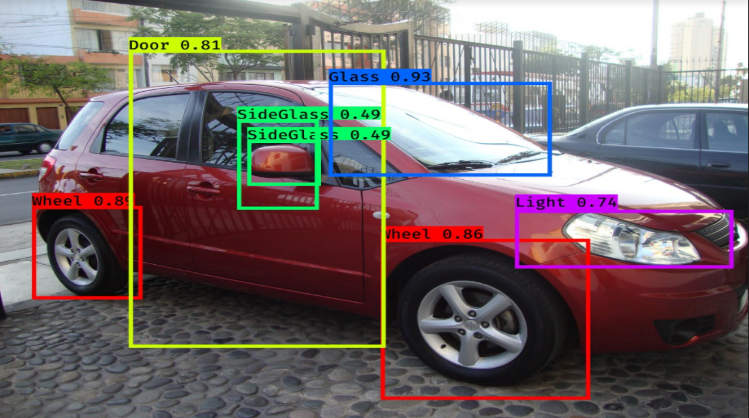 Door 0.81
Glass 0.93
SideGlass 0.49
SideGlass 0.49
Wheel 0.89
Light 0.74
Wheel 0.86